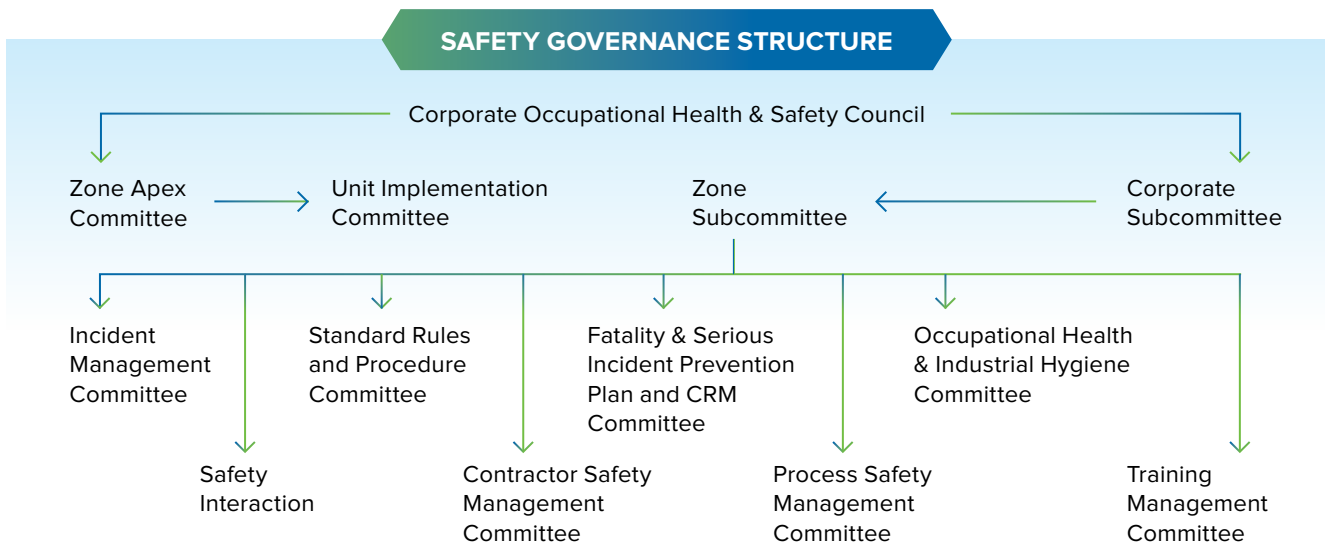 SAFETY GOVERNANCE STRUCTURE
Corporate Occupational Health & Safety Council
Zone Apex
Committee
Unit Implementation
Committee
Zone
Subcommittee
Corporate
Subcommittee
Incident
Management
Committee
Standard Rules
and Procedure
Committee
Fatality & Serious
Incident Prevention
Plan and CRM
Committee
Occupational Health
& Industrial Hygiene
Committee
Safety
Interaction
Contractor Safety
Management
Committee
Process Safety
Management
Committee
Training
Management
Committee